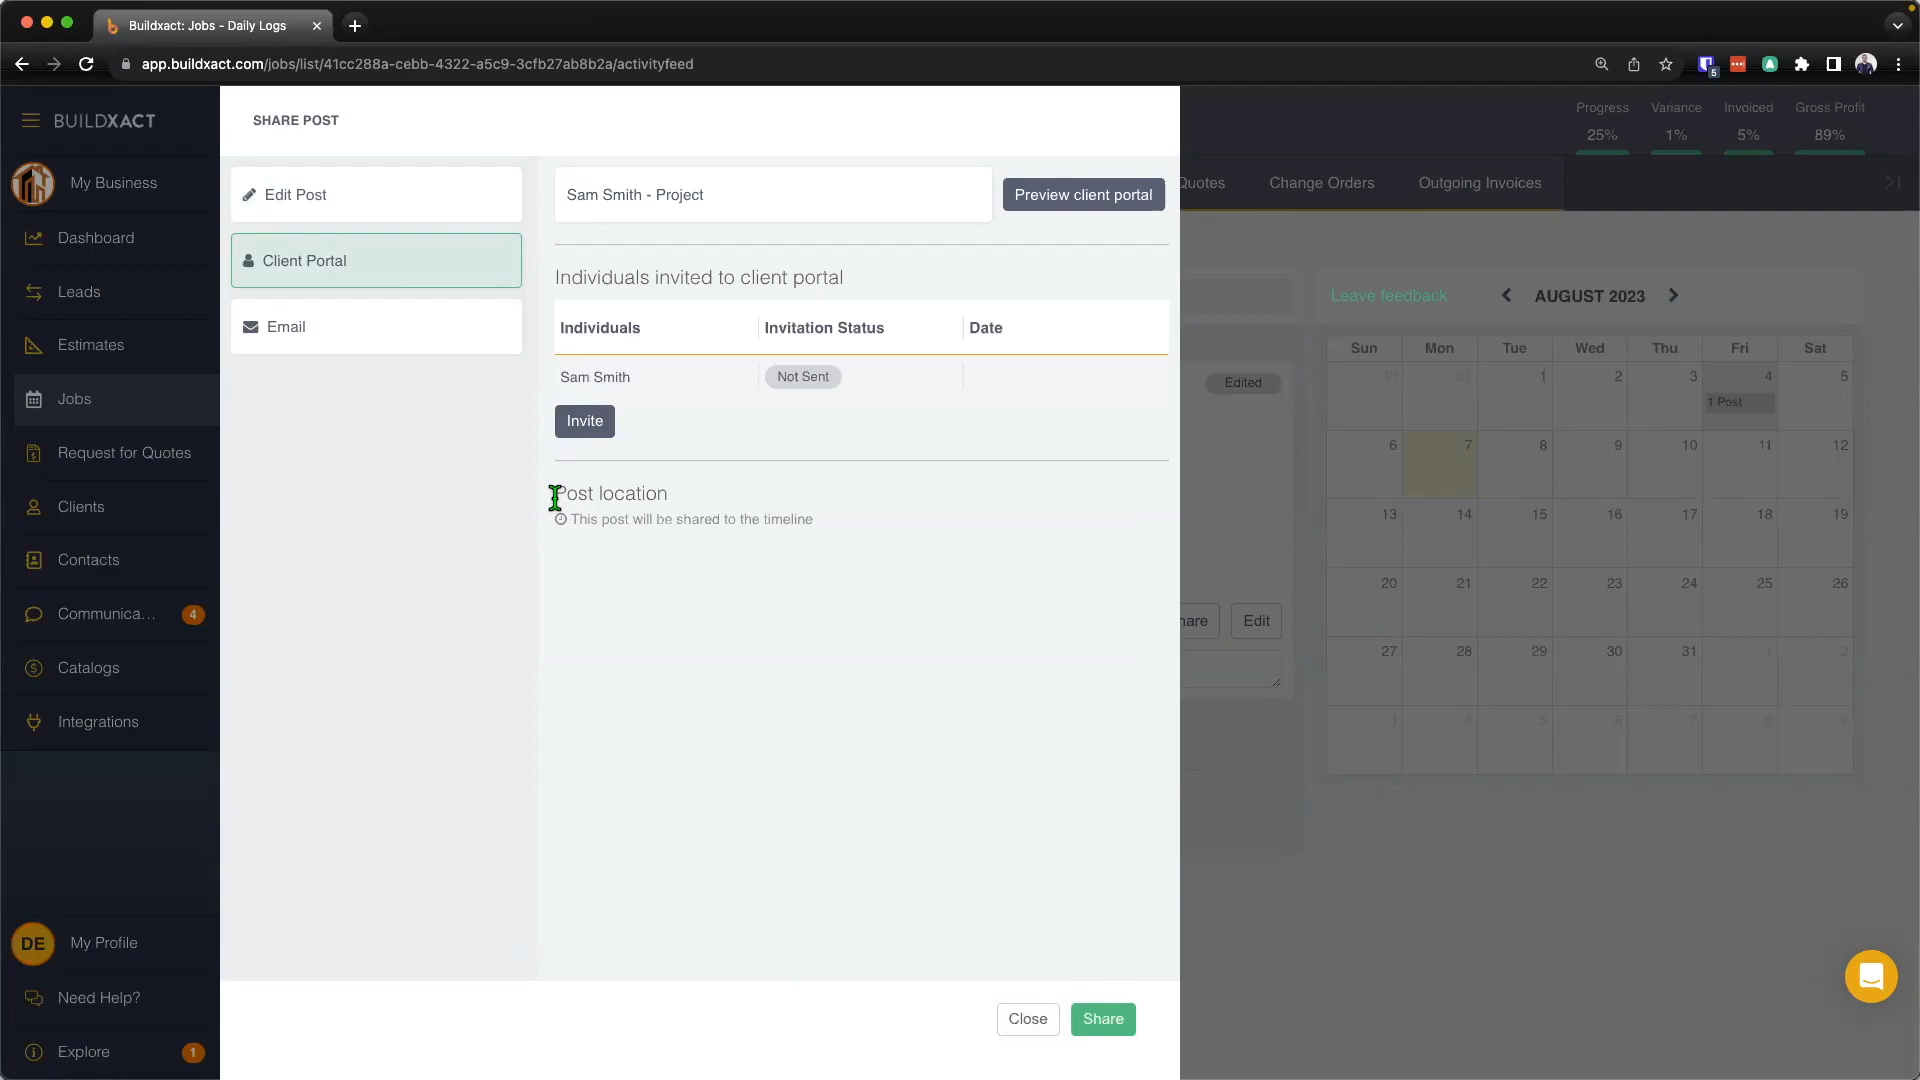 Buildxact: Jobs - Daily Logs
app.buildxact.com/jobs/list/41cc288a-cebb-4322-a5c9-3cfb27ab8b2a/activityfeed
5
BUILDXACT
My Business
Dashboard
Leads
Estimates
Jobs
Request for Quotes
Clients
Contacts
Communica... 4
Catalogs
Integrations
DE My Profile
Need Help?
Explore 1
SHARE POST
Edit Post
Client Portal
Email
Sam Smith - Project
Preview client portal
Individuals invited to client portal
Individuals Invitation Status Date
Sam Smith Not Sent
Invite
Post location
This post will be shared to the timeline
Close Share
Progress Variance Invoiced Gross Profit
25% 1% 5% 89%
Quotes Change Orders Outgoing Invoices
Edited
hare Edit
Leave feedback AUGUST 2023
Sun Mon Tue Wed Thu Fri Sat
30 31 1 2 3 4 5
1 Post
6 7 8 9 10 11 12
13 14 15 16 17 18 19
20 21 22 23 24 25 26
27 28 29 30 31 1 2
3 4 5 6 7 8 9